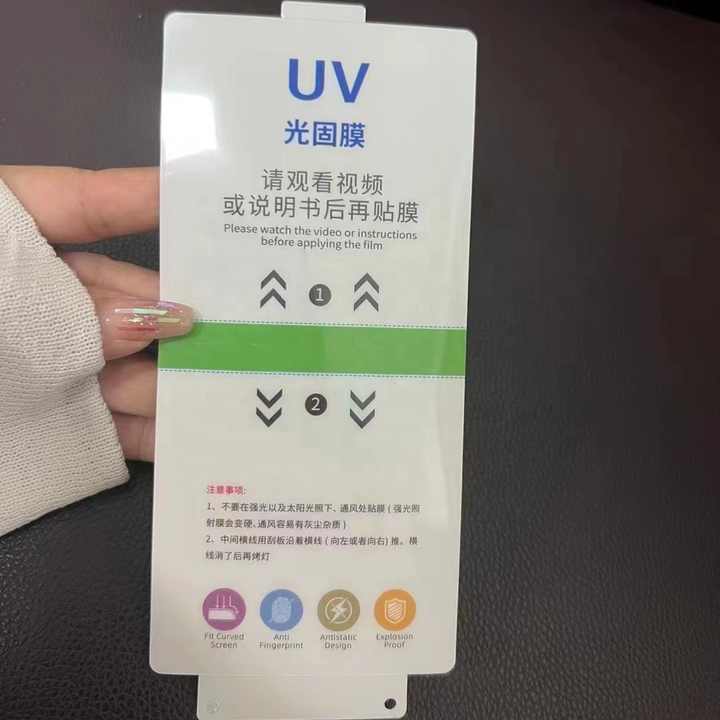 UV
光固膜
请观看视频
或说明书后再贴膜
Please watch the video or instructions
before applying the film
1
2
注意事项:
1、不要在强光以及太阳光照下、通风处贴膜 ( 强光照
射膜会变硬、通风容易有灰尘杂质 )
2、中间横线用刮板沿着横线 ( 向左或者向右) 推。横
线消了后再烤灯
Fit Curved
Screen
Anti
Fingerprint
Antistatic
Design
Explosion
Proof